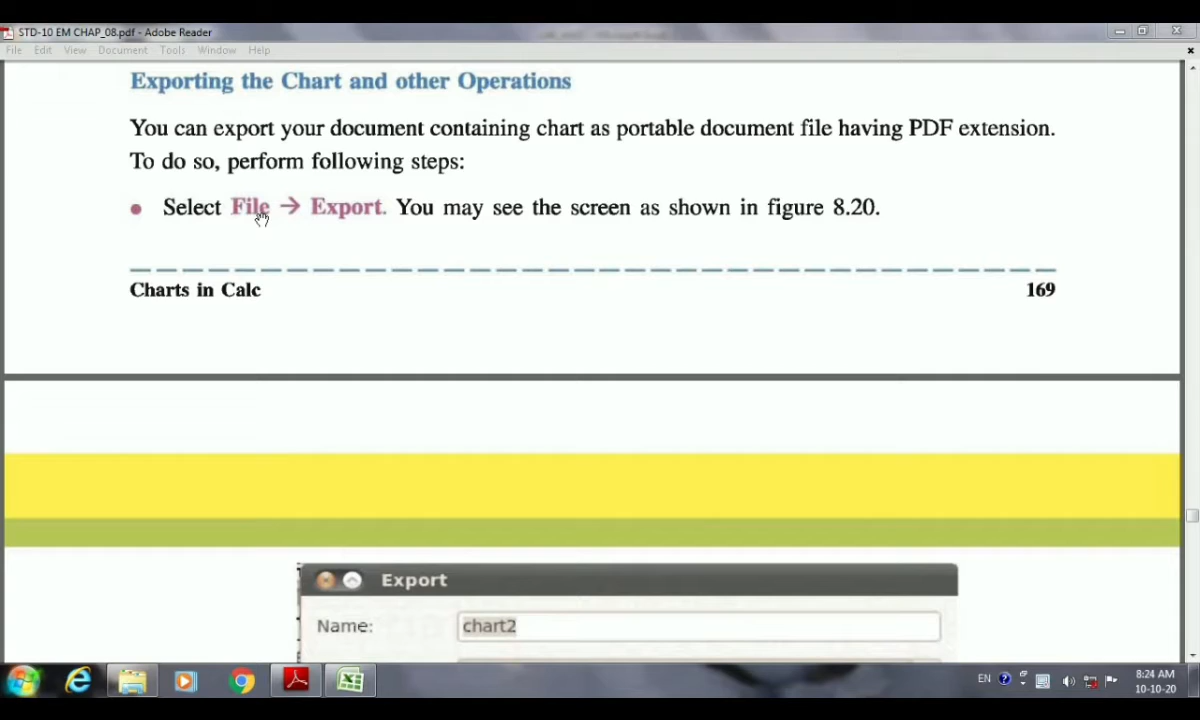 STD-10 EM CHAP_08.pdf - Adobe Reader
File Edit View Document Tools Window Help
Exporting the Chart and other Operations
You can export your document containing chart as portable document file having PDF extension.
To do so, perform following steps:
• Select File → Export. You may see the screen as shown in figure 8.20.
Charts in Calc 169
Export
Name: chart2
EN 8:24 AM
10-10-20